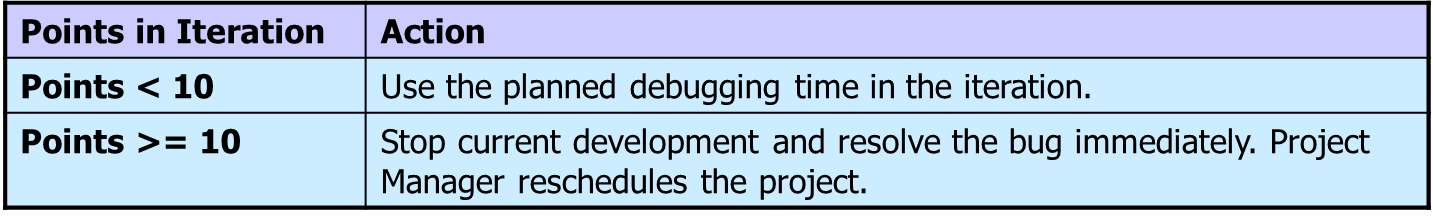 Points in Iteration Action
Points < 10 Use the planned debugging time in the iteration.
Points >= 10 Stop current development and resolve the bug immediately. Project
Manager reschedules the project.